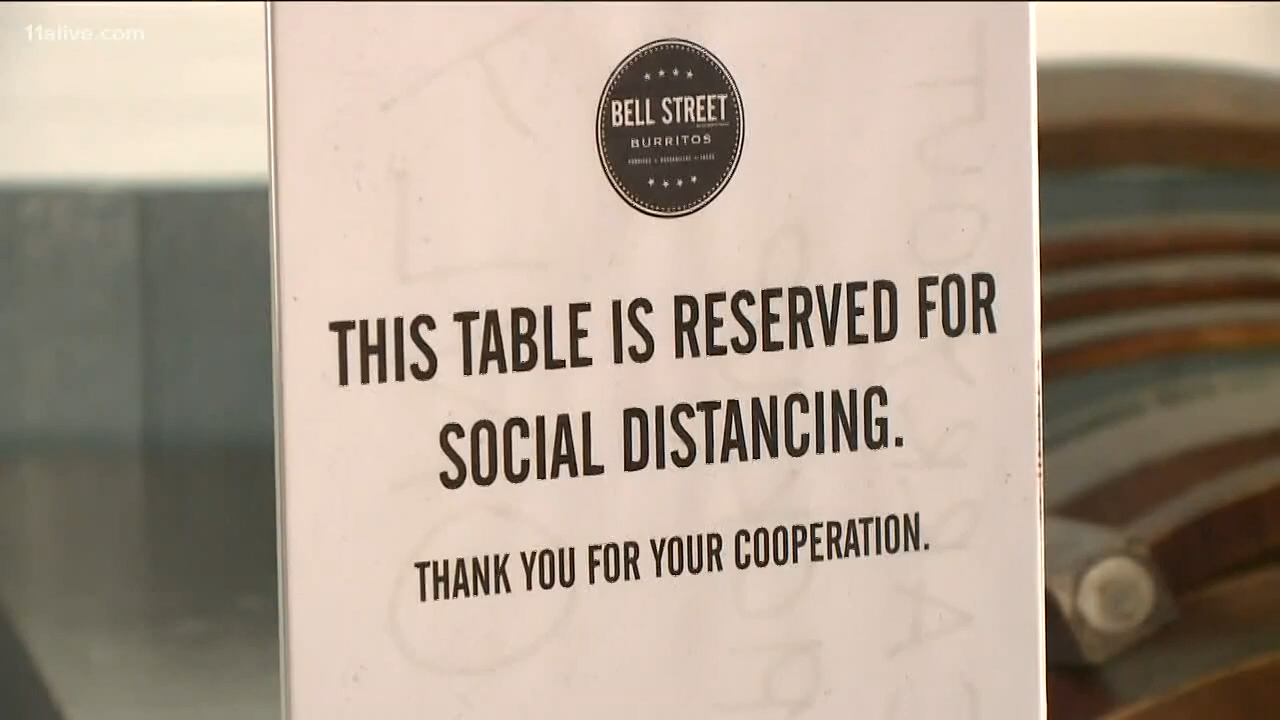 11alive.com
BELL STREET
BURRITOS
THIS TABLE IS RESERVED FOR
SOCIAL DISTANCING.
THANK YOU FOR YOUR COOPERATION.